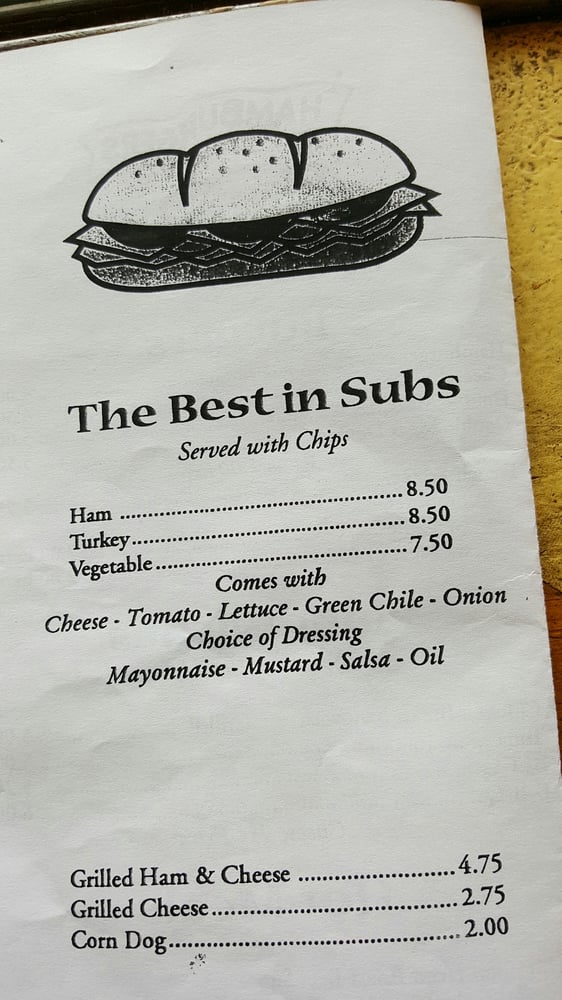 The Best in Subs
Served with Chips
Ham ........................................................ 8.50
Turkey...................................................... 8.50
Vegetable.................................................. 7.50
Comes with
Cheese - Tomato - Lettuce - Green Chile - Onion
Choice of Dressing
Mayonnaise - Mustard - Salsa - Oil
Grilled Ham & Cheese ................................ 4.75
Grilled Cheese............................................. 2.75
Corn Dog.................................................... 2.00